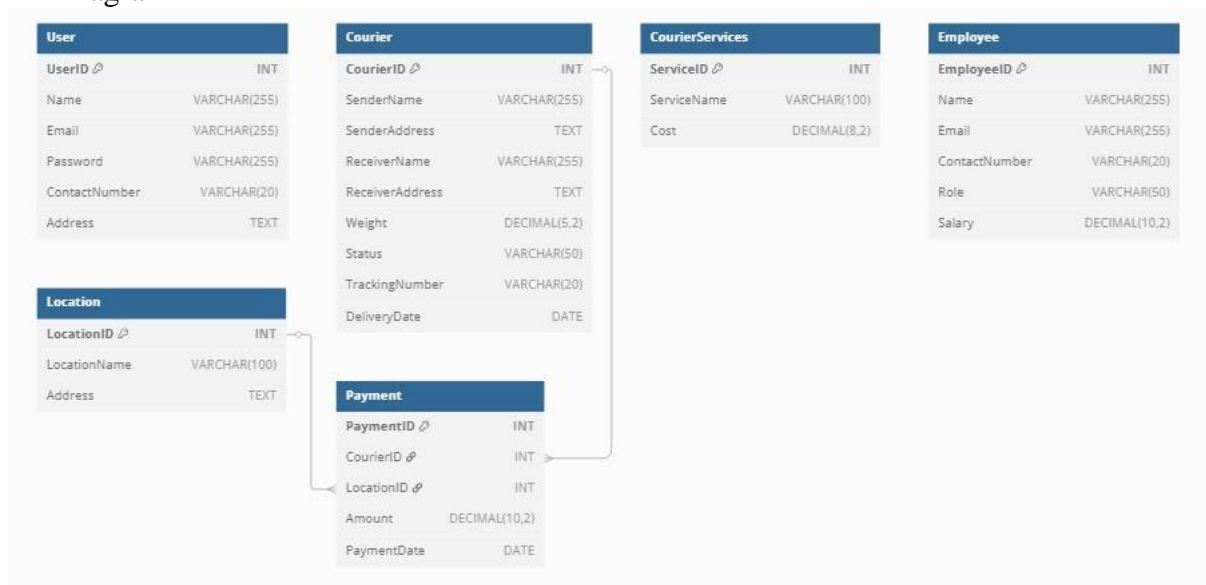 User
UserID INT
Name VARCHAR(255)
Email VARCHAR(255)
Password VARCHAR(255)
ContactNumber VARCHAR(20)
Address TEXT
Courier
CourierID INT
SenderName VARCHAR(255)
SenderAddress TEXT
ReceiverName VARCHAR(255)
ReceiverAddress TEXT
Weight DECIMAL(5,2)
Status VARCHAR(50)
TrackingNumber VARCHAR(20)
DeliveryDate DATE
CourierServices
ServiceID INT
ServiceName VARCHAR(100)
Cost DECIMAL(8,2)
Employee
EmployeeID INT
Name VARCHAR(255)
Email VARCHAR(255)
ContactNumber VARCHAR(20)
Role VARCHAR(50)
Salary DECIMAL(10,2)
Location
LocationID INT
LocationName VARCHAR(100)
Address TEXT
Payment
PaymentID INT
CourierID INT
LocationID INT
Amount DECIMAL(10,2)
PaymentDate DATE